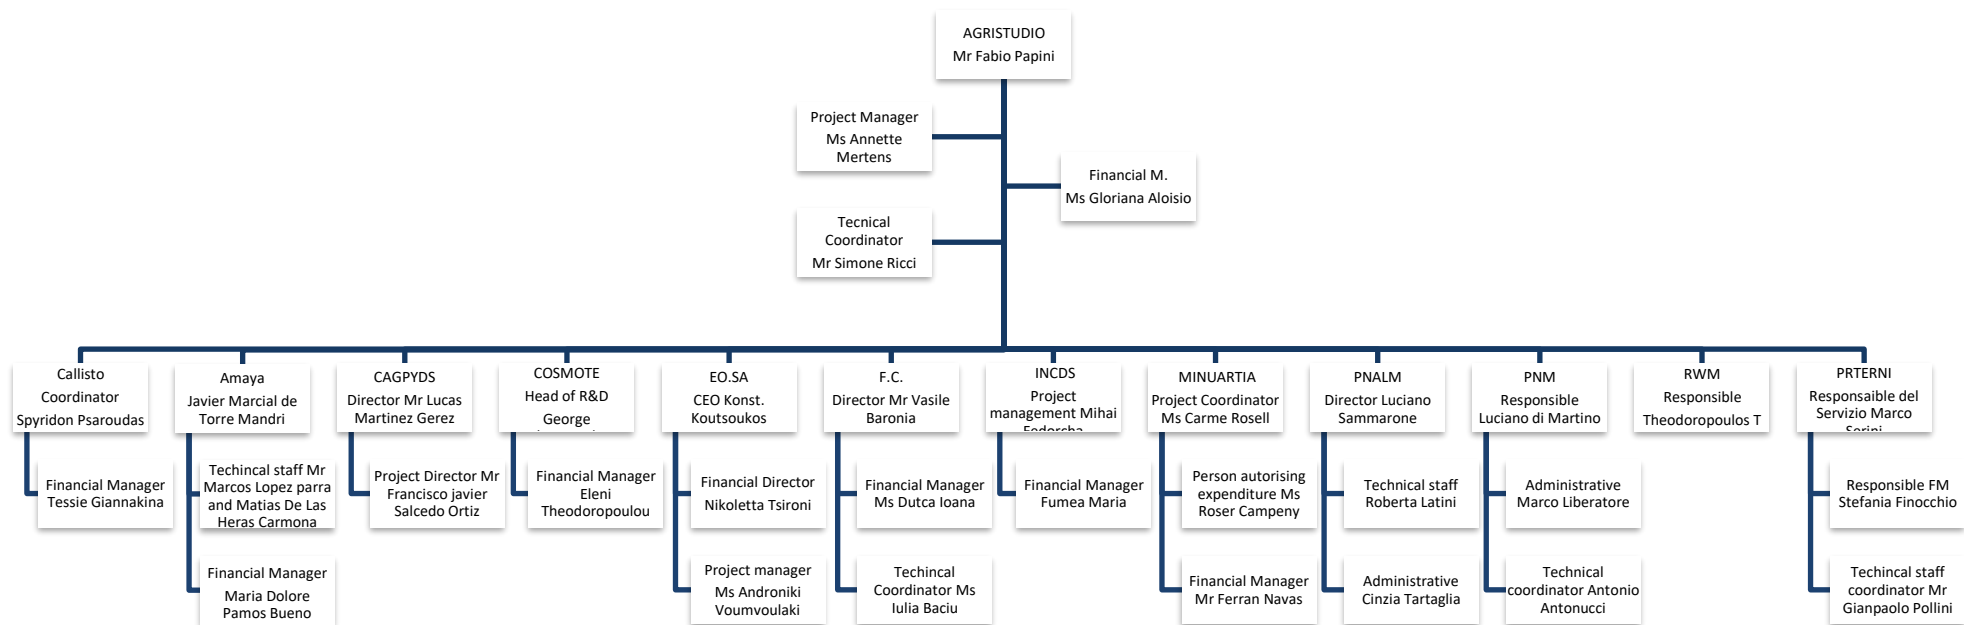 AGRISTUDIO
Mr Fabio Papini
Project Manager
Ms Annette
Mertens
Financial M.
Ms Gloriana Aloisio
Tecnical
Coordinator
Mr Simone Ricci
Callisto
Coordinator
Spyridon Psaroudas
Financial Manager
Tessie Giannakina
Amaya
Javier Marcial de
Torre Mandri
Techincal staff Mr
Marcos Lopez parra
and Matias De Las
Heras Carmona
Financial Manager
Maria Dolore
Pamos Bueno
CAGPYDS
Director Mr Lucas
Martinez Gerez
Project Director Mr
Francisco javier
Salcedo Ortiz
COSMOTE
Head of R&D
George
Financial Manager
Eleni
Theodoropoulou
EO.SA
CEO Konst.
Koutsoukos
Financial Director
Nikoletta Tsironi
Project manager
Ms Androniki
Voumvoulaki
F.C.
Director Mr Vasile
Baronia
Financial Manager
Ms Dutca Ioana
Techincal
Coordinator Ms
Iulia Baciu
INCDS
Project
management Mihai
Financial Manager
Fumea Maria
MINUARTIA
Project Coordinator
Ms Carme Rosell
Person autorising
expenditure Ms
Roser Campeny
Financial Manager
Mr Ferran Navas
PNALM
Director Luciano
Sammarone
Technical staff
Roberta Latini
Administrative
Cinzia Tartaglia
PNM
Responsible
Luciano di Martino
Administrative
Marco Liberatore
Technical
coordinator Antonio
Antonucci
RWM
Responsible
Theodoropoulos T
PRTERNI
Responsaible del
Servizio Marco
Responsible FM
Stefania Finocchio
Techincal staff
coordinator Mr
Gianpaolo Pollini